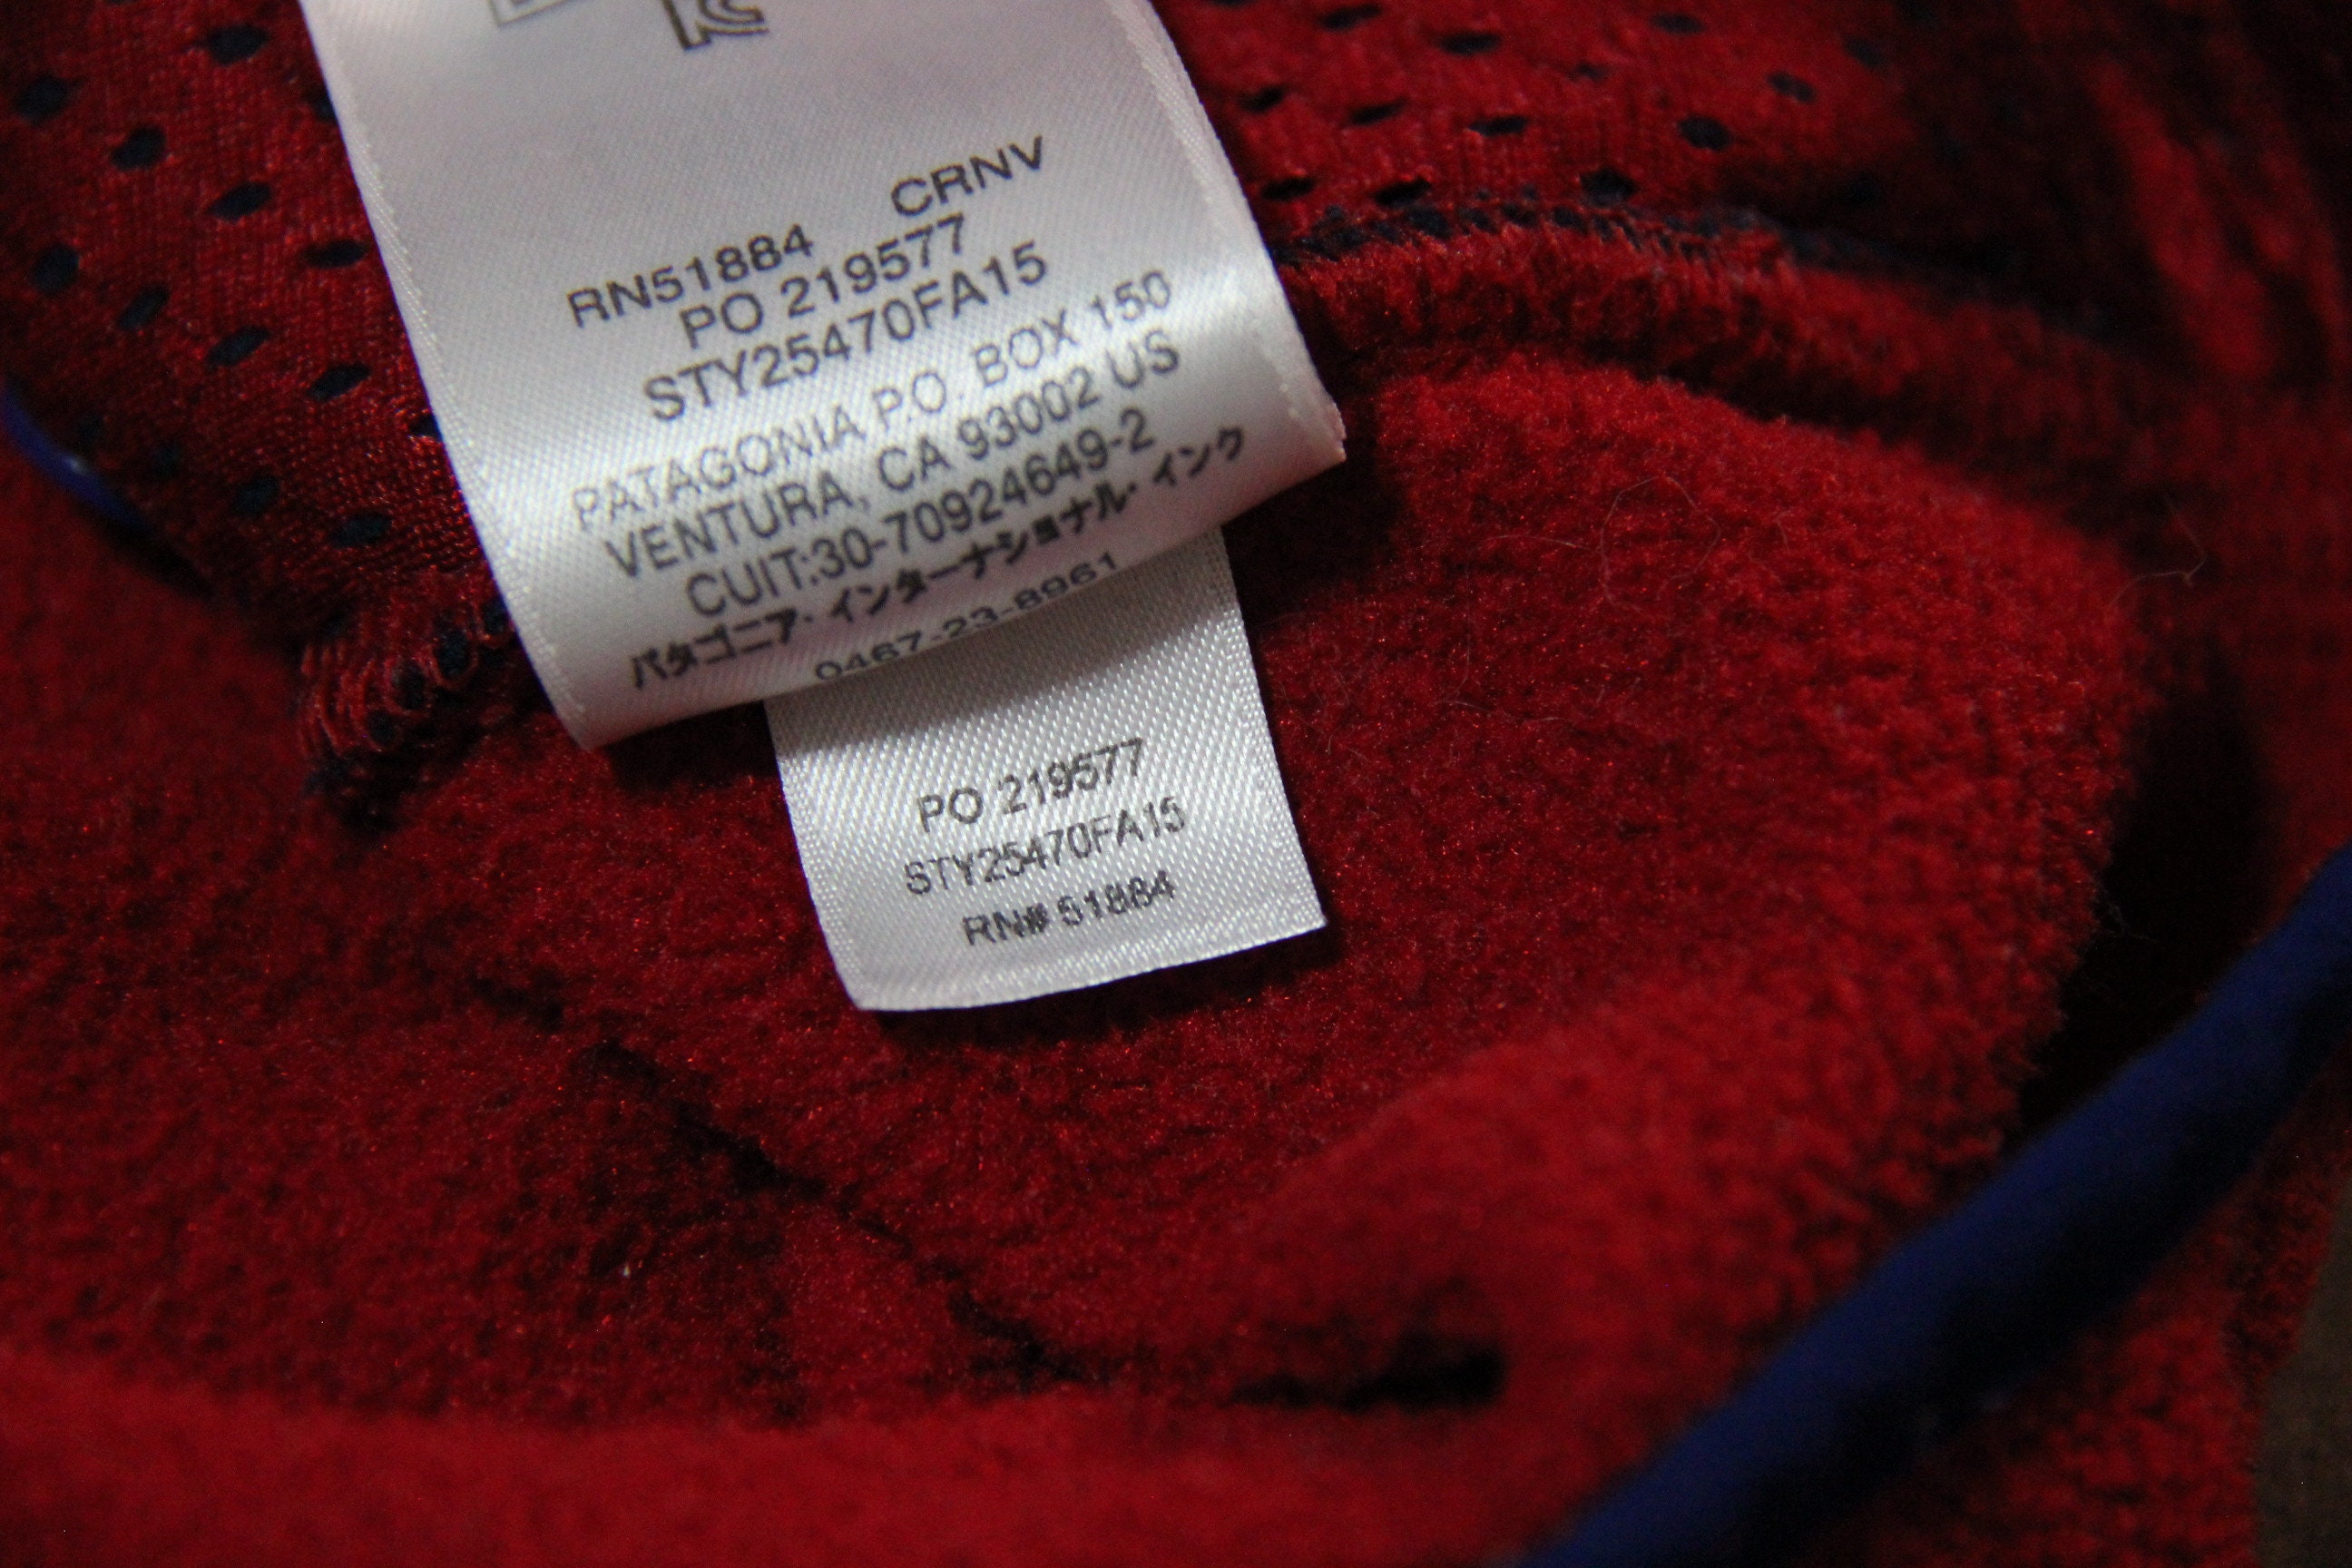 CRNV
RN51884
PO 219577
STY25470FA15
PATAGONIA P.O. BOX 150
VENTURA, CA 93002 US
CUIT:30-70924649-2
パタゴニア・インターナショナル・インク
0467-23-8961
PO 219577
STY25470FA15
RN# 51884